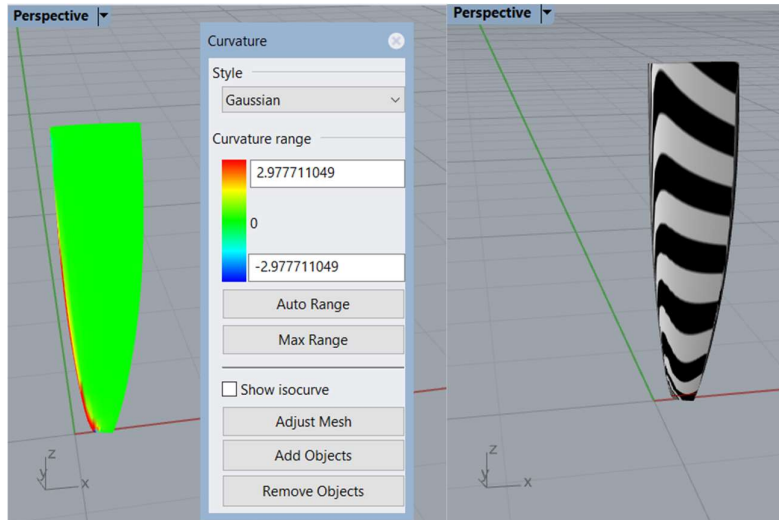 Perspective
Curvature
Style
Gaussian
Curvature range
2.977711049
0
-2.977711049
Auto Range
Max Range
Show isocurve
Adjust Mesh
Add Objects
Remove Objects
z
y
x
Perspective
z
y
x